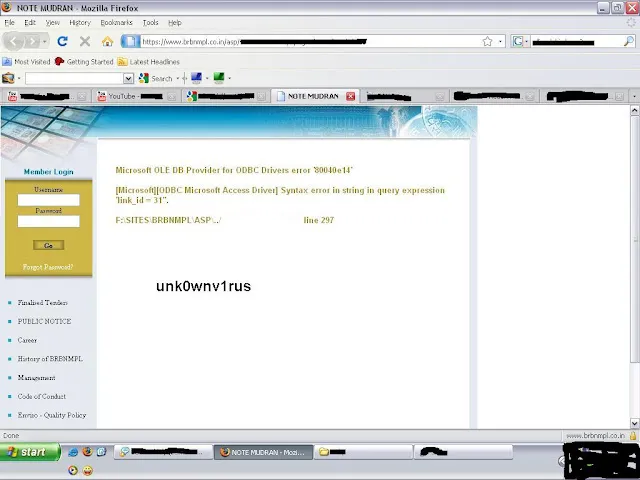 NOTE MUDRAN - Mozilla Firefox
File Edit View History Bookmarks Tools Help
https://www.brbnmpl.co.in/asp/
Most Visited Getting Started Latest Headlines
Search
YouTube - NOTE MUDRAN
Member Login
Username
Password
Go
Forgot Password?
Finalised Tenders
PUBLIC NOTICE
Career
History of BRBNMPL
Management
Code of Conduct
Enviro - Quality Policy
Microsoft OLE DB Provider for ODBC Drivers error '80040e14'
[Microsoft][ODBC Microsoft Access Driver] Syntax error in string in query expression
'link_id = 31''.
F:\SITES\BRBNMPL\ASP\../ line 297
unk0wnv1rus
Done www.brbnmpl.co.in
start NOTE MUDRAN - Mozi...